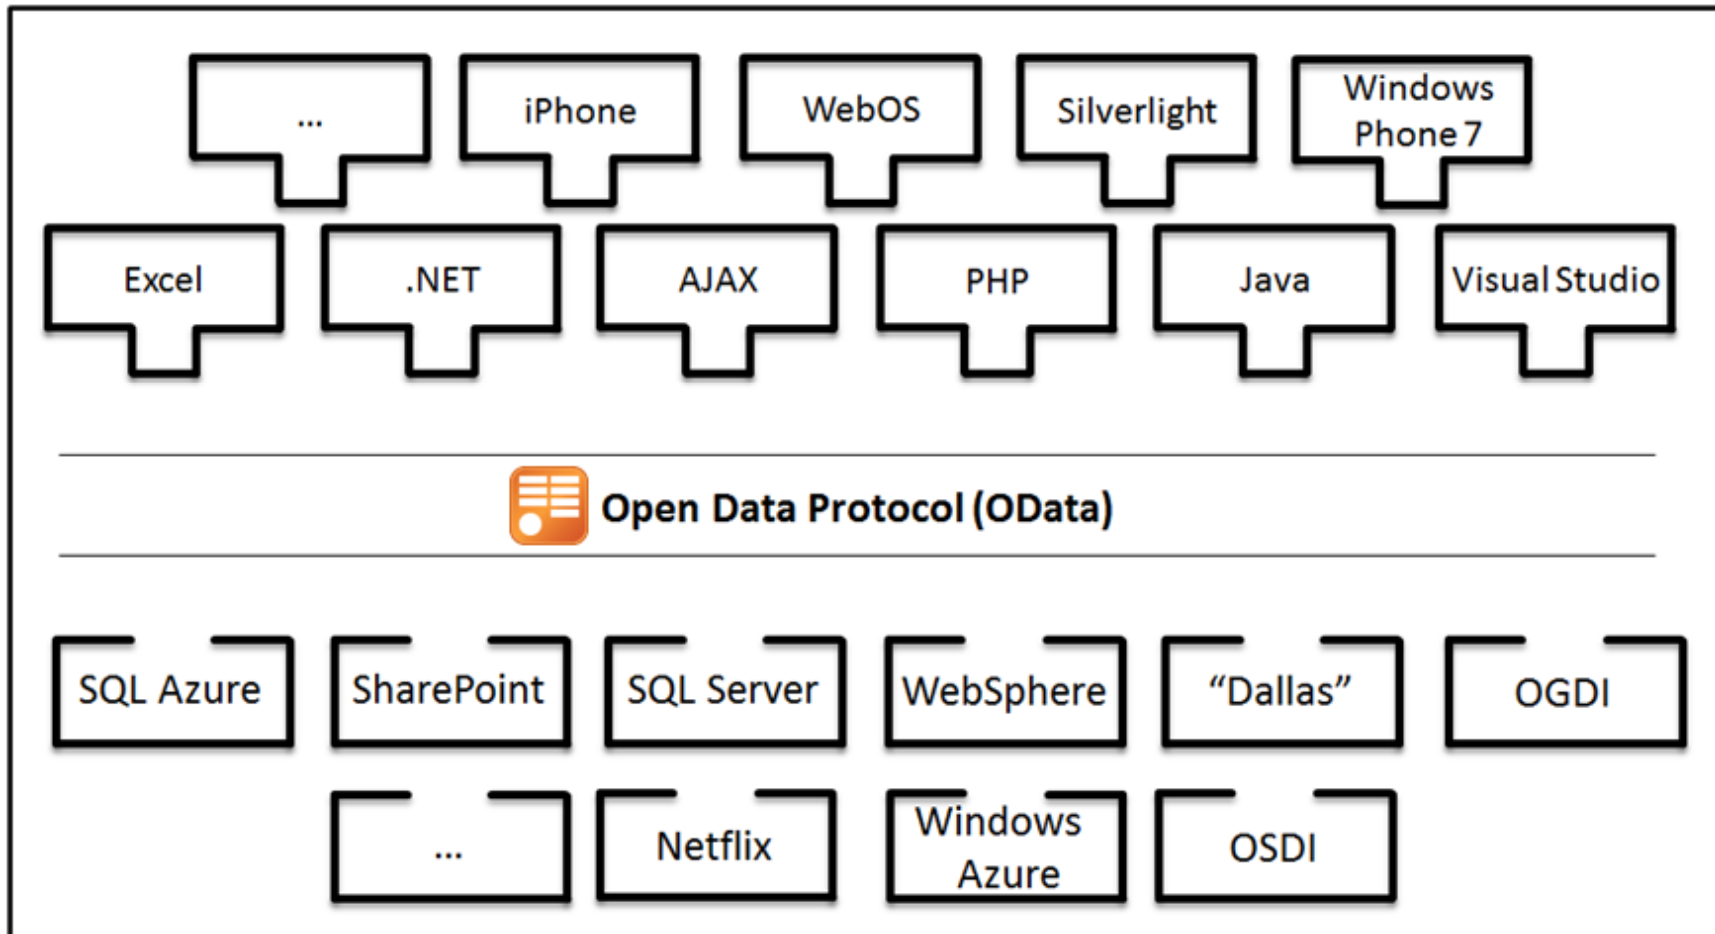 ...
iPhone
WebOS
Silverlight
Windows
Phone 7
Excel
.NET
AJAX
PHP
Java
Visual Studio
Open Data Protocol (OData)
SQL Azure
SharePoint
SQL Server
WebSphere
“Dallas”
OGDI
...
Netflix
Windows
Azure
OSDI